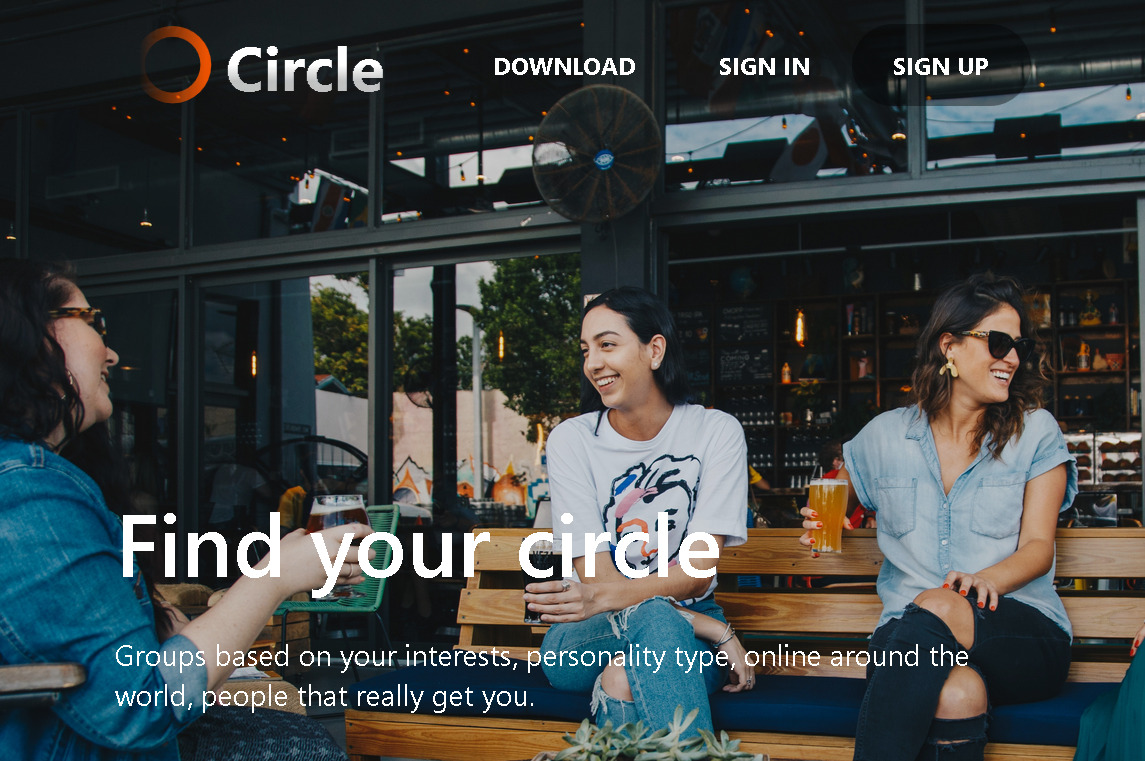 Circle
DOWNLOAD
SIGN IN
SIGN UP
Find your circle
Groups based on your interests, personality type, online around the
world, people that really get you.